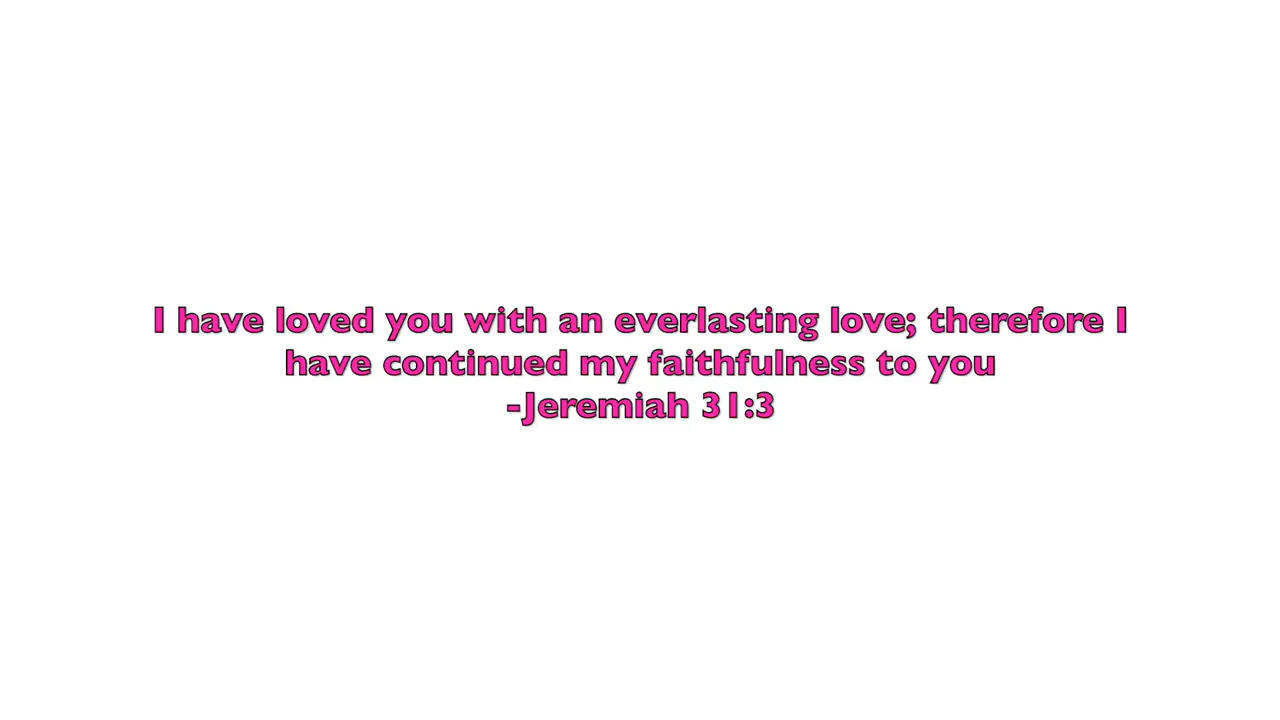 I have loved you with an everlasting love; therefore I
have continued my faithfulness to you
-Jeremiah 31:3